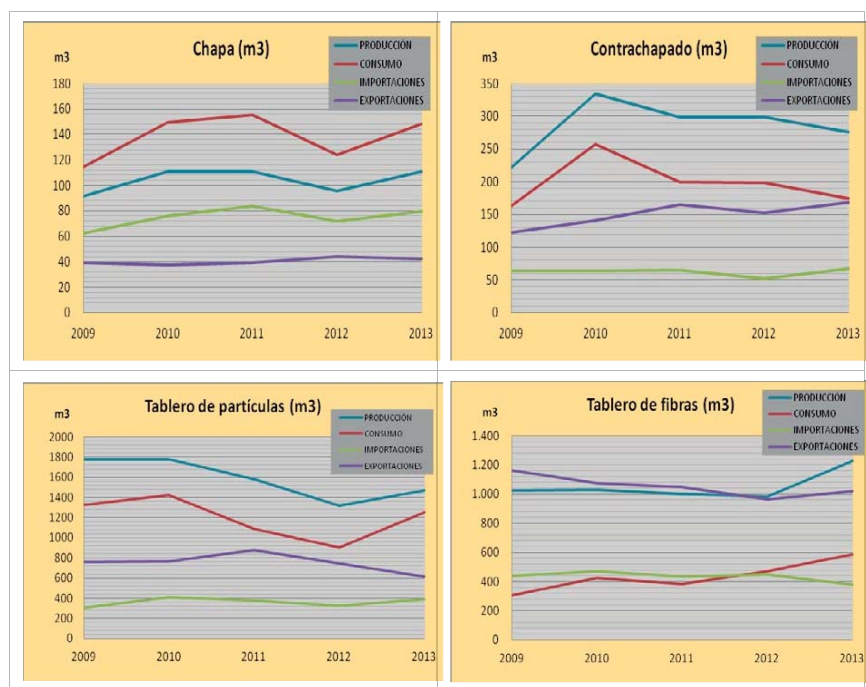 Chapa (m3)
m3
PRODUCCIÓN
CONSUMO
IMPORTACIONES
EXPORTACIONES
180
160
140
120
100
80
60
40
20
0
2009 2010 2011 2012 2013
Contrachapado (m3)
m3
PRODUCCIÓN
CONSUMO
IMPORTACIONES
EXPORTACIONES
350
300
250
200
150
100
50
0
2009 2010 2011 2012 2013
Tablero de partículas (m3)
m3
PRODUCCIÓN
CONSUMO
IMPORTACIONES
EXPORTACIONES
2000
1800
1600
1400
1200
1000
800
600
400
200
0
2009 2010 2011 2012 2013
Tablero de fibras (m3)
m3
PRODUCCIÓN
CONSUMO
IMPORTACIONES
EXPORTACIONES
1.400
1.200
1.000
800
600
400
200
0
2009 2010 2011 2012 2013